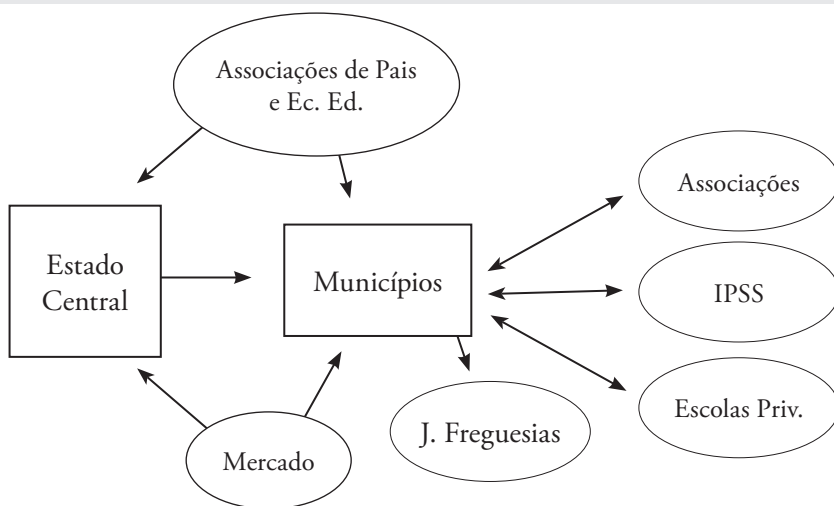 Associações de Pais
e Ec. Ed.
Associações
Estado
Central
Municípios
IPSS
Escolas Priv.
J. Freguesias
Mercado